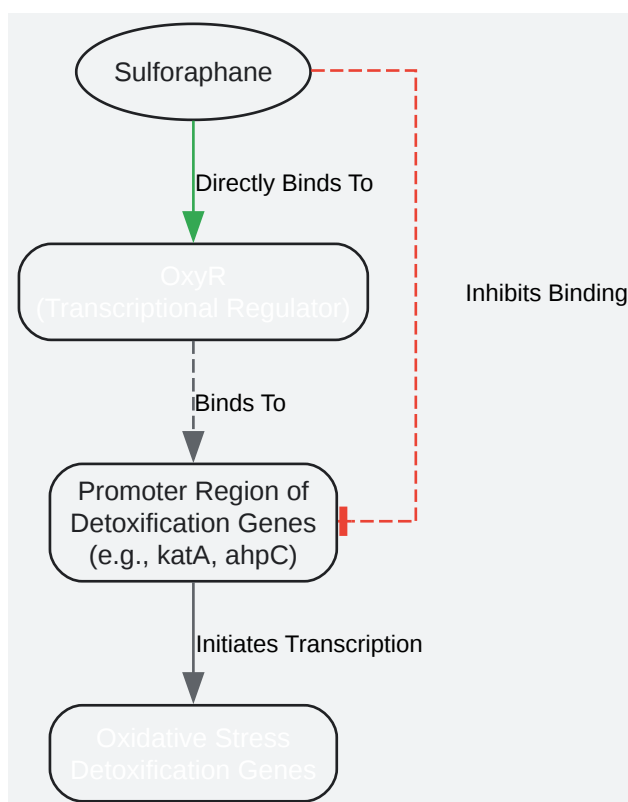 Sulforaphane
Directly Binds To
OxyR
(Transcriptional Regulator)
Inhibits Binding
Binds To
Promoter Region of
Detoxification Genes
(e.g., katA, ahpC)
Initiates Transcription
Oxidative Stress
Detoxification Genes